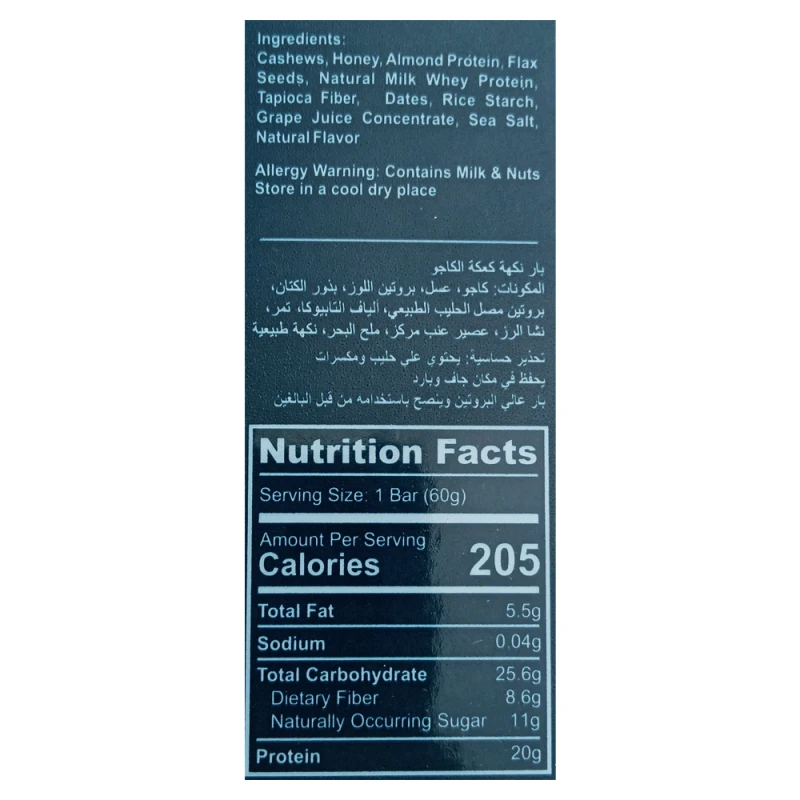 Ingredients:
Cashews, Honey, Almond Protein, Flax
Seeds, Natural Milk Whey Protein,
Tapioca Fiber, Dates, Rice Starch,
Grape Juice Concentrate, Sea Salt,
Natural Flavor
Allergy Warning: Contains Milk & Nuts
Store in a cool dry place
بار نكهة كعكة الكاجو
المكونات: كاجو، عسل، بروتين اللوز، بذور الكتان،
بروتين مصل الحليب الطبيعي، ألياف التابيوكا، تمر،
نشا الرز، عصير عنب مركز، ملح البحر، نكهة طبيعية
تحذير حساسية: يحتوي على حليب ومكسرات
يحفظ في مكان جاف وبارد
بار عالي البروتين وينصح باستخدامه من قبل البالغين
Nutrition Facts
Serving Size: 1 Bar (60g)
Amount Per Serving
Calories 205
Total Fat 5.5g
Sodium 0.04g
Total Carbohydrate 25.6g
Dietary Fiber 8.6g
Naturally Occurring Sugar 11g
Protein 20g